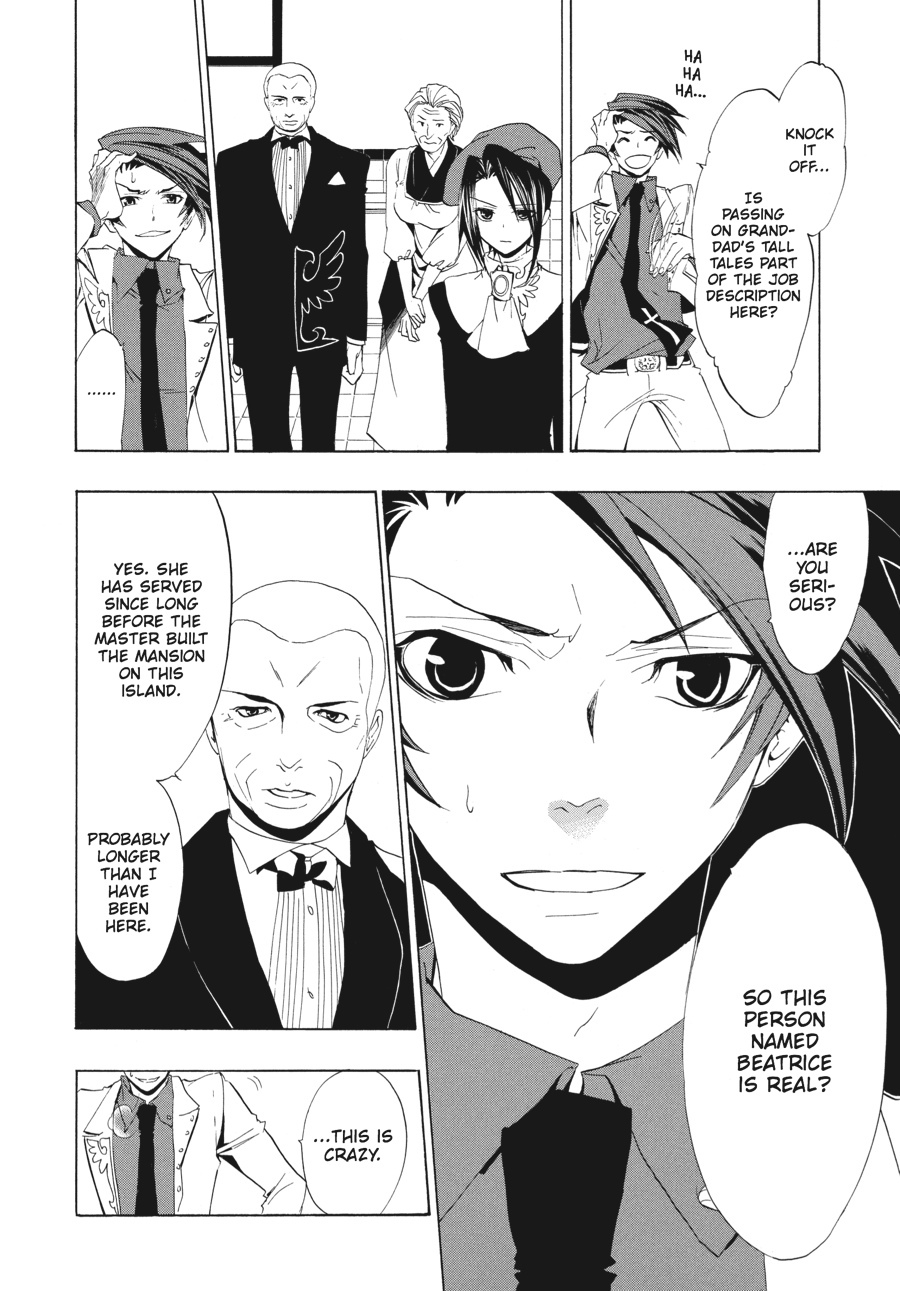 HA
HA
HA...
KNOCK
IT
OFF...
IS
PASSING
ON GRAND-
DAD'S TALL
TALES PART
OF THE JOB
DESCRIPTION
HERE?
......
...ARE
YOU
SERI-
OUS?
SO THIS
PERSON
NAMED
BEATRICE
IS REAL?
YES. SHE
HAS SERVED
SINCE LONG
BEFORE THE
MASTER BUILT
THE MANSION
ON THIS
ISLAND.
PROBABLY
LONGER
THAN I
HAVE
BEEN
HERE.
...THIS IS
CRAZY.